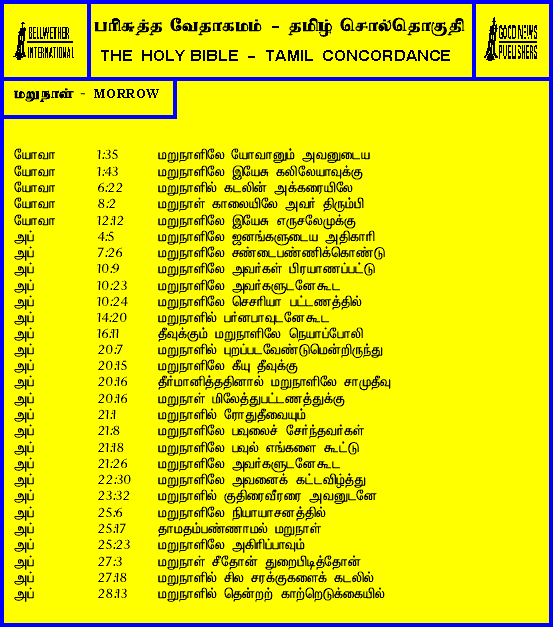 BELLWETHER
INTERNATIONAL
பரிசுத்த வேதாகமம் - தமிழ் சொல்தொகுதி
THE HOLY BIBLE - TAMIL CONCORDANCE
GOOD NEWS
PUBLISHERS
மறுநாள் - MORROW
யோவா 1:35 மறுநாளிலே யோவானும் அவனுடைய
யோவா 1:43 மறுநாளிலே இயேசு கலிலேயாவுக்கு
யோவா 6:22 மறுநாளில் கடலின் அக்கரையிலே
யோவா 8:2 மறுநாள் காலையிலே அவர் திரும்பி
யோவா 12:12 மறுநாளிலே இயேசு எருசலேமுக்கு
அப் 4:5 மறுநாளிலே ஜனங்களுடைய அதிகாரி
அப் 7:26 மறுநாளிலே சண்டைபண்ணிக்கொண்டு
அப் 10:9 மறுநாளிலே அவர்கள் பிரயாணப்பட்டு
அப் 10:23 மறுநாளிலே அவர்களுடனேகூட
அப் 10:24 மறுநாளிலே செசரியா பட்டணத்தில்
அப் 14:20 மறுநாளில் பர்னபாவுடனேகூட
அப் 16:11 தீவுக்கும் மறுநாளிலே நெயாப்போலி
அப் 20:7 மறுநாளில் புறப்படவேண்டுமென்றிருந்து
அப் 20:15 மறுநாளிலே கீயு தீவுக்கு
அப் 20:16 தீர்மானித்ததினால் மறுநாளிலே சாமுதீவு
அப் 20:16 மறுநாள் மிலேத்துபட்டணத்துக்கு
அப் 21:1 மறுநாளில் ரோதுதீவையும்
அப் 21:8 மறுநாளிலே பவுலைச் சேர்ந்தவர்கள்
அப் 21:18 மறுநாளிலே பவுல் எங்களை கூட்டு
அப் 21:26 மறுநாளிலே அவர்களுடனேகூட
அப் 22:30 மறுநாளிலே அவனைக் கட்டவிழ்த்து
அப் 23:32 மறுநாளில் குதிரைவீரரை அவனுடனே
அப் 25:6 மறுநாளிலே நியாயாசனத்தில்
அப் 25:17 தாமதம்பண்ணாமல் மறுநாள்
அப் 25:23 மறுநாளிலே அகிரிப்பாவும்
அப் 27:3 மறுநாள் சீதோன் துறைபிடித்தோன்
அப் 27:18 மறுநாளில் சில சரக்குகளைக் கடலில்
அப் 28:13 மறுநாளில் தென்றற் காற்றெடுக்கையில்